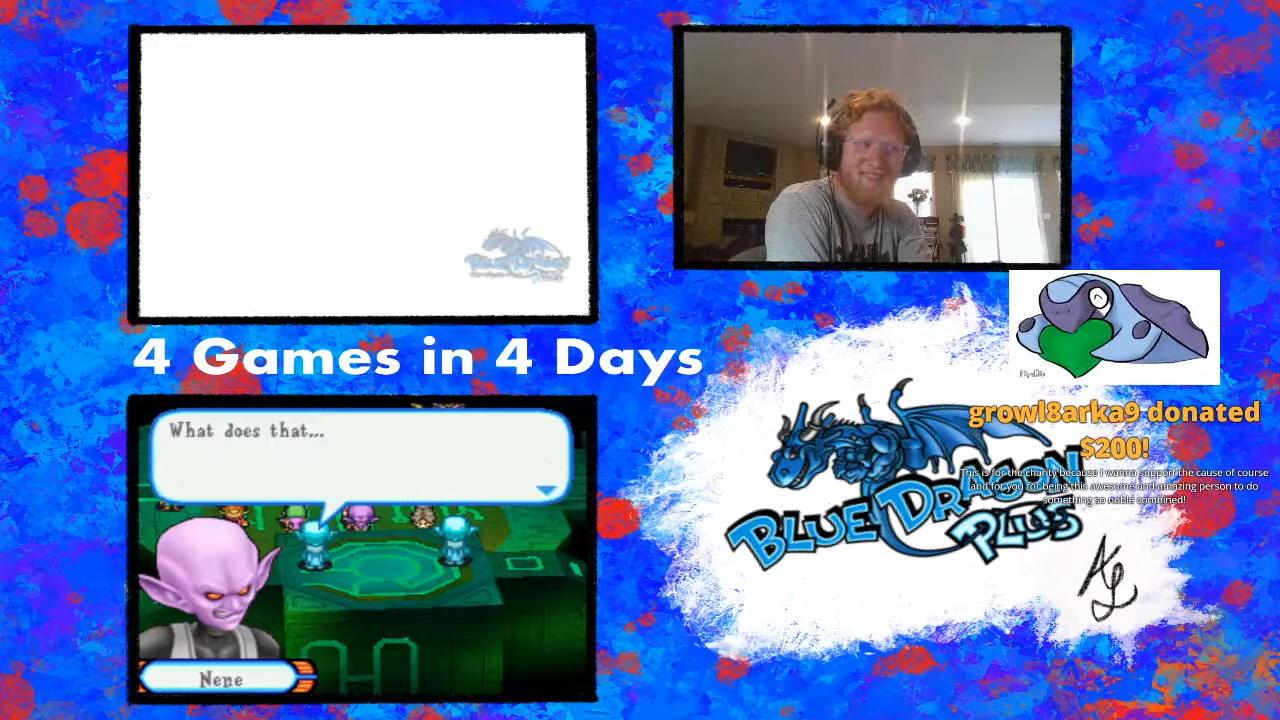 4 Games in 4 Days
What does that...
Nene
growl8arka9 donated
$200!
This is for the charity because I wanna support the cause of course
and for you for being this awesome and amazing person to do
something so noble combined!
BLUE DRAGON
PLUS